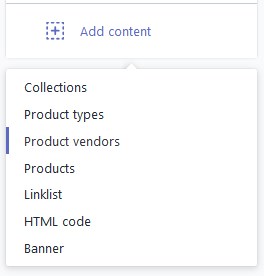 Add content
Collections
Product types
Product vendors
Products
Linklist
HTML code
Banner